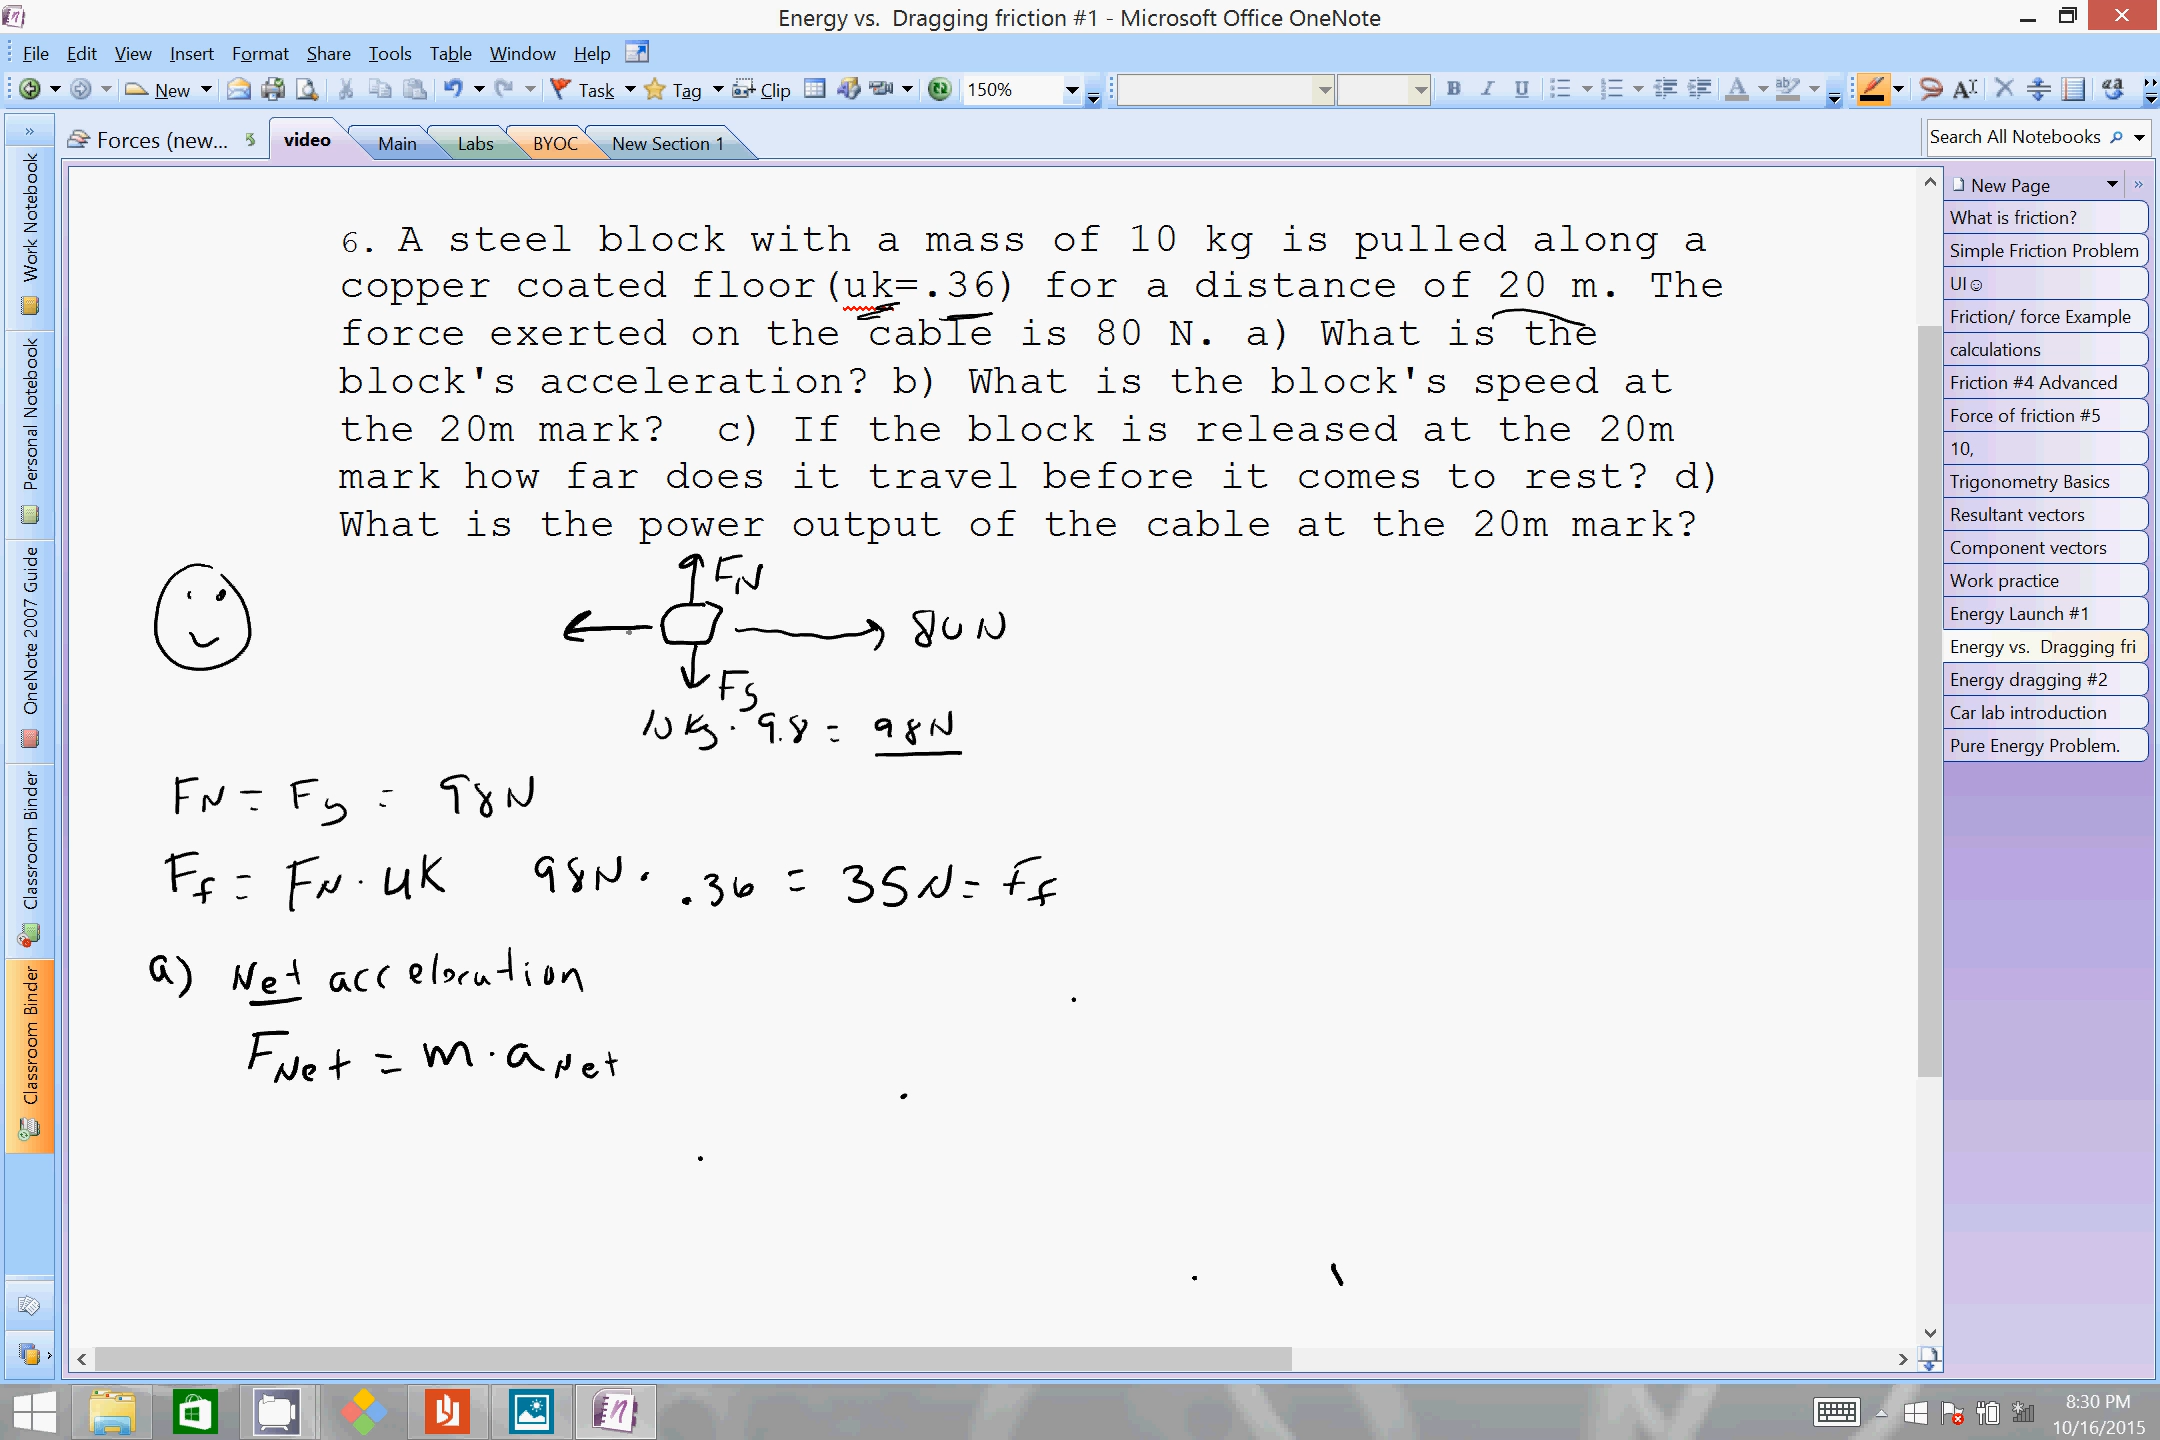 Energy vs.  Dragging friction #1 - Microsoft Office OneNote
File Edit View Insert Format Share Tools Table Window Help
New Task Tag Clip 150% B I U
Forces (new... video Main Labs BYOC New Section 1 Search All Notebooks
Work Notebook
Personal Notebook
OneNote 2007 Guide
Classroom Binder
Classroom Binder
6. A steel block with a mass of 10 kg is pulled along a
copper coated floor(uk=.36) for a distance of 20 m. The
force exerted on the cable is 80 N. a) What is the
block's acceleration? b) What is the block's speed at
the 20m mark?  c) If the block is released at the 20m
mark how far does it travel before it comes to rest? d)
What is the power output of the cable at the 20m mark?
FN
80 N
Fg
10 kg · 9.8 = 98N
FN = Fg = 98N
Ff = FN · uK 98N · .36 = 35N = Ff
a) Net acceloration
FNet = m · aNet
New Page
What is friction?
Simple Friction Problem
UI☺
Friction/ force Example
calculations
Friction #4 Advanced
Force of friction #5
10,
Trigonometry Basics
Resultant vectors
Component vectors
Work practice
Energy Launch #1
Energy vs.  Dragging fri
Energy dragging #2
Car lab introduction
Pure Energy Problem.
8:30 PM
10/16/2015